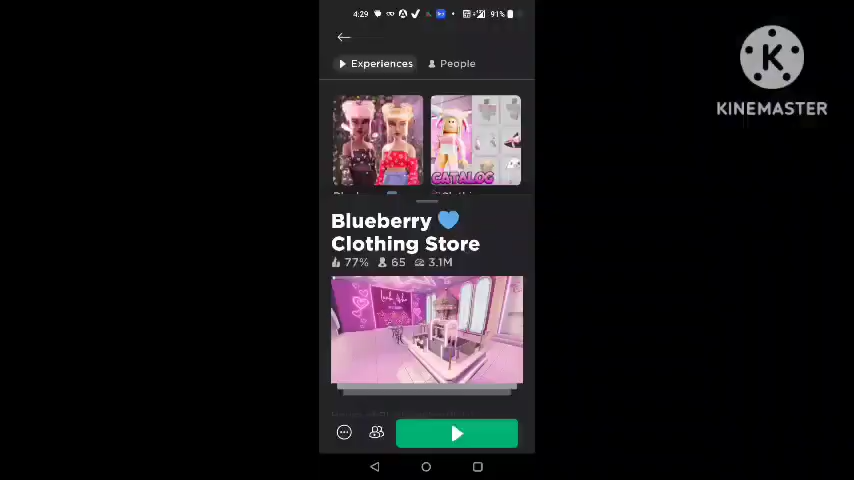 4:29
91%
Experiences
People
CATALOG
Blueberry 💙
Clothing Store
77% 65 3.1M
KINEMASTER